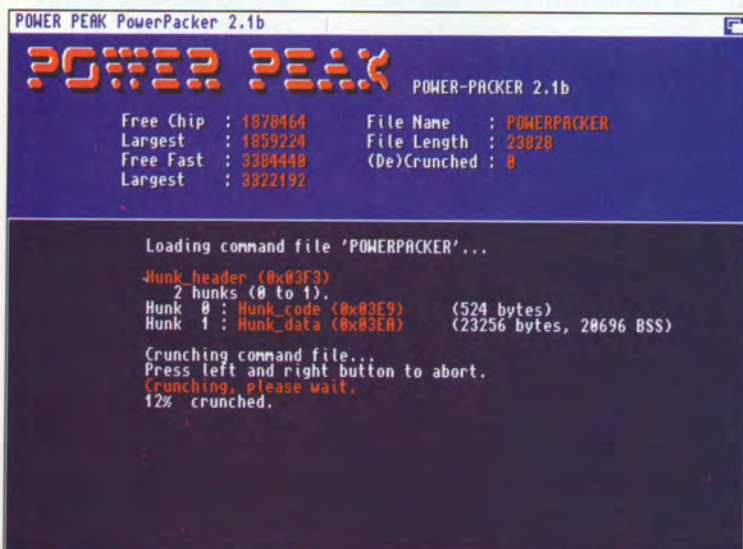 POWER PEAK PowerPacker 2.1b
POWER PEAK POWER-PACKER 2.1b
Free Chip : 1878464 File Name : POWERPACKER
Largest : 1859224 File Length : 23828
Free Fast : 3384440 (De)Crunched : 0
Largest : 3322192
Loading command file 'POWERPACKER'...
Hunk_header (0x03F3)
2 hunks (0 to 1).
Hunk 0 : Hunk_code (0x03E9) (524 bytes)
Hunk 1 : Hunk_data (0x03EA) (23256 bytes, 20696 BSS)
Crunching command file...
Press left and right button to abort.
Crunching, please wait.
12% crunched.